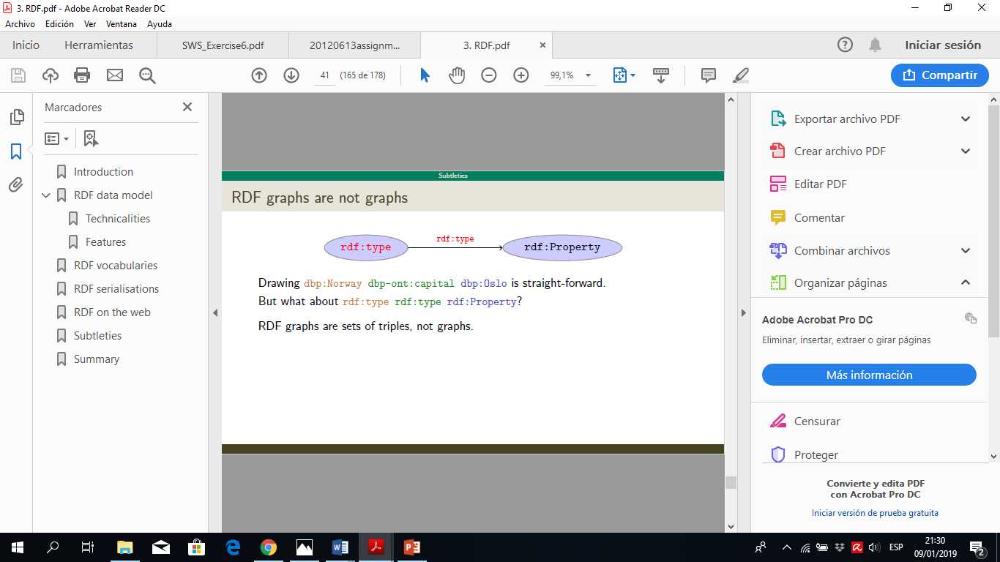 3. RDF.pdf - Adobe Acrobat Reader DC
Archivo Edición Ver Ventana Ayuda
Inicio Herramientas SWS_Exercise6.pdf 20120613assignm... 3. RDF.pdf
Iniciar sesión
41 (165 de 178) 99,1% Compartir
Marcadores
Introduction
RDF data model
Technicalities
Features
RDF vocabularies
RDF serialisations
RDF on the web
Subtleties
Summary
Subtleties
RDF graphs are not graphs
rdf:type
rdf:type rdf:Property
Drawing dbp:Norway dbp-ont:capital dbp:Oslo is straight-forward.
But what about rdf:type rdf:type rdf:Property?
RDF graphs are sets of triples, not graphs.
Exportar archivo PDF
Crear archivo PDF
Editar PDF
Comentar
Combinar archivos
Organizar páginas
Adobe Acrobat Pro DC
Eliminar, insertar, extraer o girar páginas
Más información
Censurar
Proteger
Convierte y edita PDF
con Acrobat Pro DC
Iniciar versión de prueba gratuita
ESP
21:30
09/01/2019
2